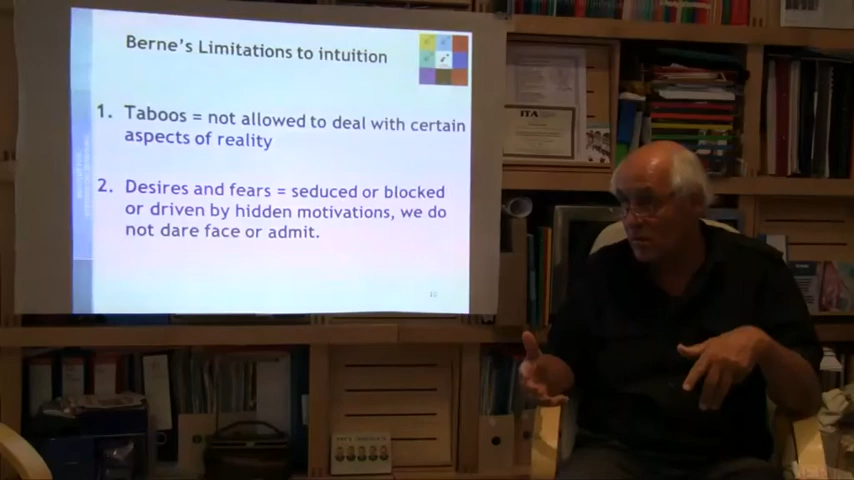 Berne's Limitations to intuition
1. Taboos = not allowed to deal with certain
aspects of reality
2. Desires and fears = seduced or blocked
or driven by hidden motivations, we do
not dare face or admit.
ITA